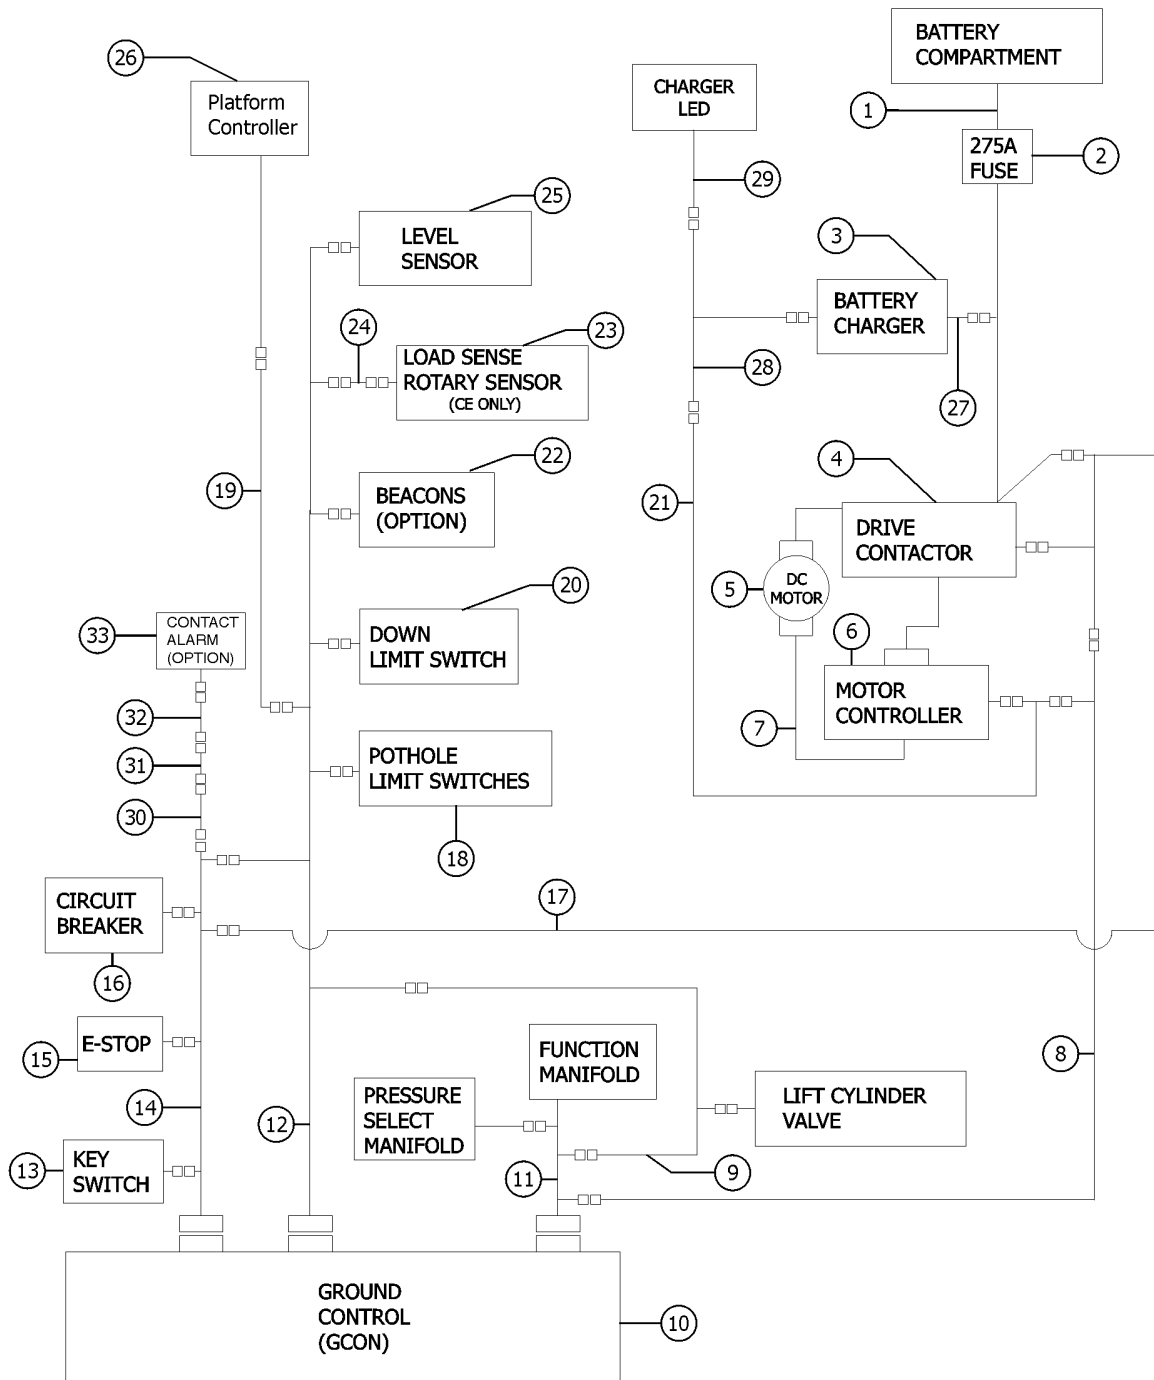 BATTERY
COMPARTMENT
26
Platform
Controller
CHARGER
LED
1
275A
FUSE
2
29
25
LEVEL
SENSOR
3
BATTERY
CHARGER
24
23
LOAD SENSE
ROTARY SENSOR
(CE ONLY)
28
27
22
BEACONS
(OPTION)
19
21
4
DRIVE
CONTACTOR
5
DC
MOTOR
20
DOWN
LIMIT SWITCH
33
CONTACT
ALARM
(OPTION)
6
MOTOR
CONTROLLER
7
32
31
30
POTHOLE
LIMIT SWITCHES
18
CIRCUIT
BREAKER
16
17
E-STOP
15
FUNCTION
MANIFOLD
8
14
12
PRESSURE
SELECT
MANIFOLD
LIFT CYLINDER
VALVE
13
KEY
SWITCH
11
9
GROUND
CONTROL
(GCON)
10